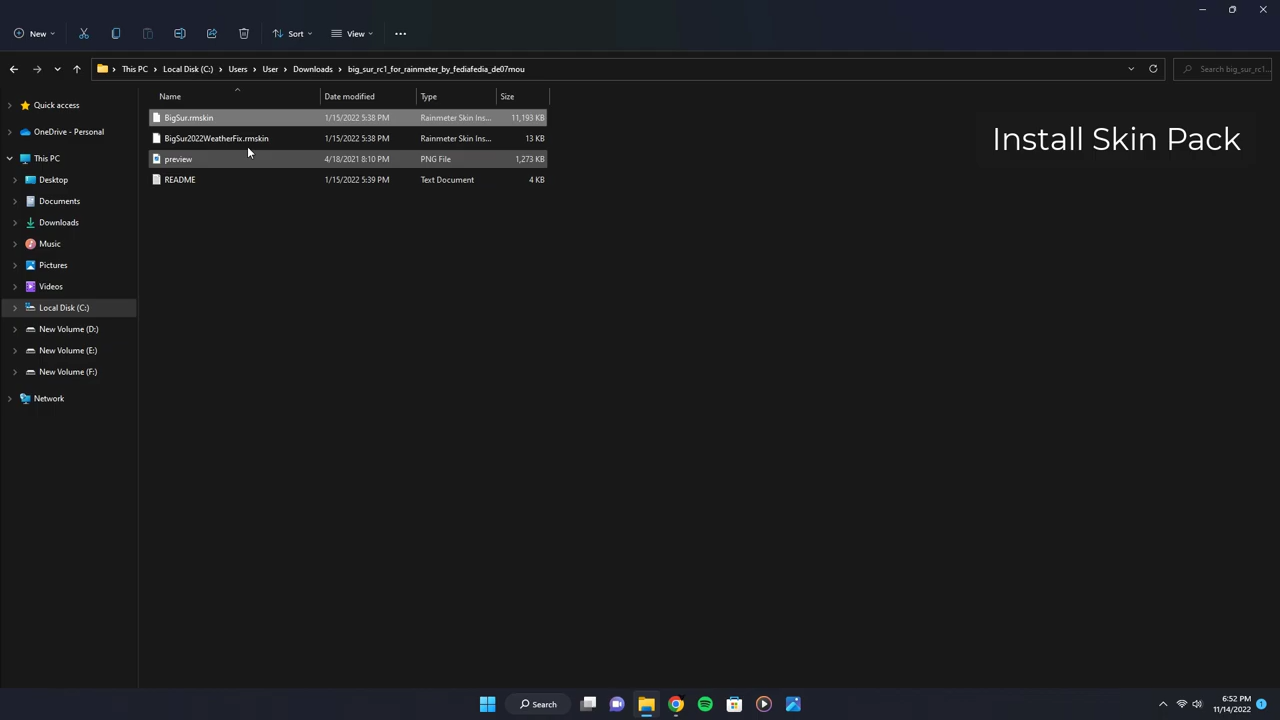 New
Sort
View
This PC
Local Disk (C:)
Users
User
Downloads
big_sur_rc1_for_rainmeter_by_fediafedia_de07mou
Search big_sur_rc1...
Name
Date modified
Type
Size
Quick access
OneDrive - Personal
This PC
Desktop
Documents
Downloads
Music
Pictures
Videos
Local Disk (C:)
New Volume (D:)
New Volume (E:)
New Volume (F:)
Network
BigSur.rmskin 1/15/2022 5:38 PM Rainmeter Skin Ins... 11,193 KB
BigSur2022WeatherFix.rmskin 1/15/2022 5:38 PM Rainmeter Skin Ins... 13 KB
preview 4/18/2021 8:10 PM PNG File 1,273 KB
README 1/15/2022 5:39 PM Text Document 4 KB
Install Skin Pack
Search
6:52 PM
11/14/2022
1